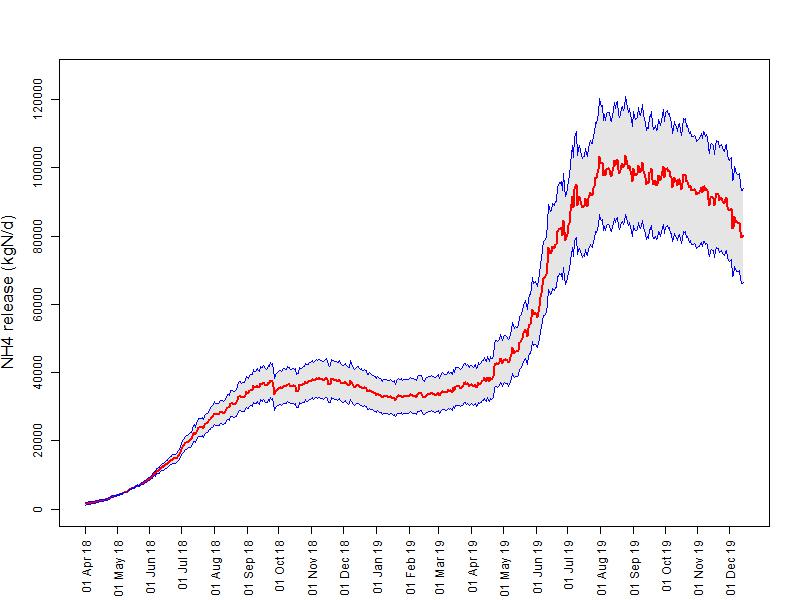 NH4 release (kgN/d)
120000
100000
80000
60000
40000
20000
0
01 Apr 18
01 May 18
01 Jun 18
01 Jul 18
01 Aug 18
01 Sep 18
01 Oct 18
01 Nov 18
01 Dec 18
01 Jan 19
01 Feb 19
01 Mar 19
01 Apr 19
01 May 19
01 Jun 19
01 Jul 19
01 Aug 19
01 Sep 19
01 Oct 19
01 Nov 19
01 Dec 19